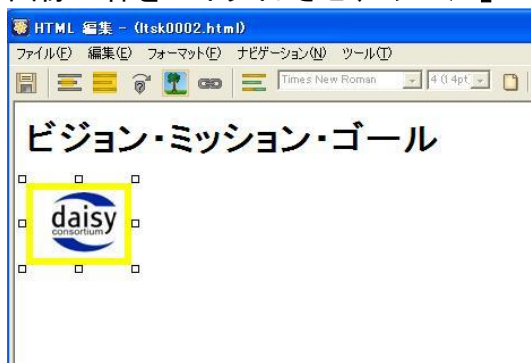 HTML 編集 - (ltsk0002.html)
ファイル(F) 編集(E) フォーマット(F) ナビゲーション(N) ツール(T)
Times New Roman 4 (14pt
ビジョン・ミッション・ゴール
daisy
consortium